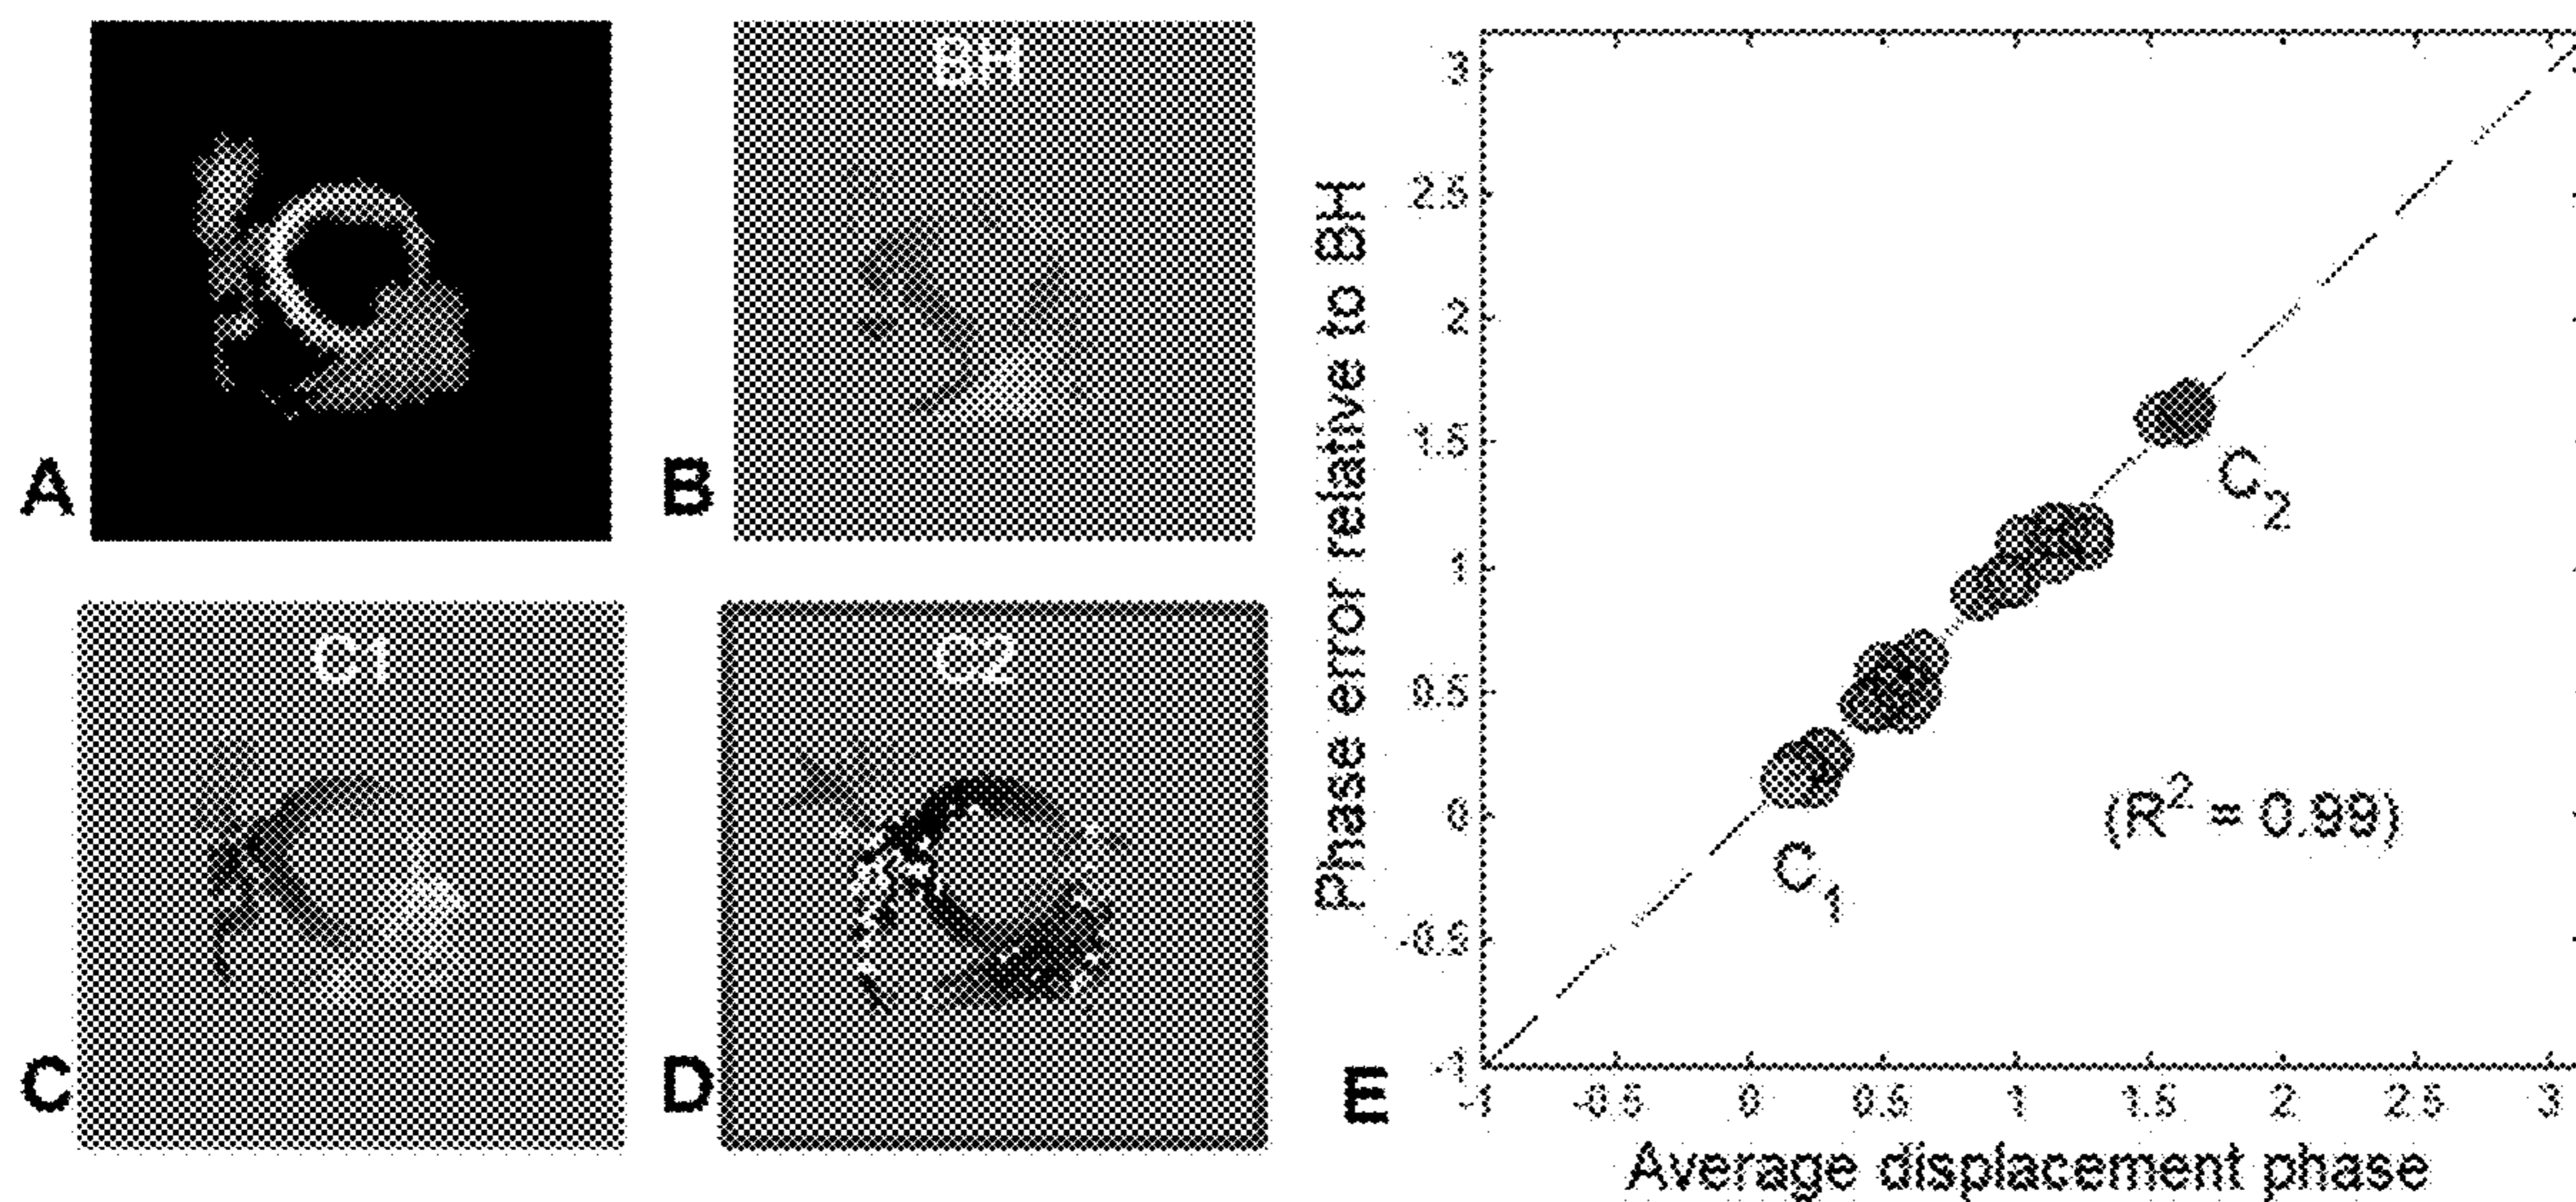 A
BH
B
C1
C
C2
D
Phase error relative to BH
3
2.5
2
1.5
1
0.5
0
-0.5
-1
C2
C1
(R2 = 0.99)
E
-1 -0.5 0 0.5 1 1.5 2 2.5 3
Average displacement phase